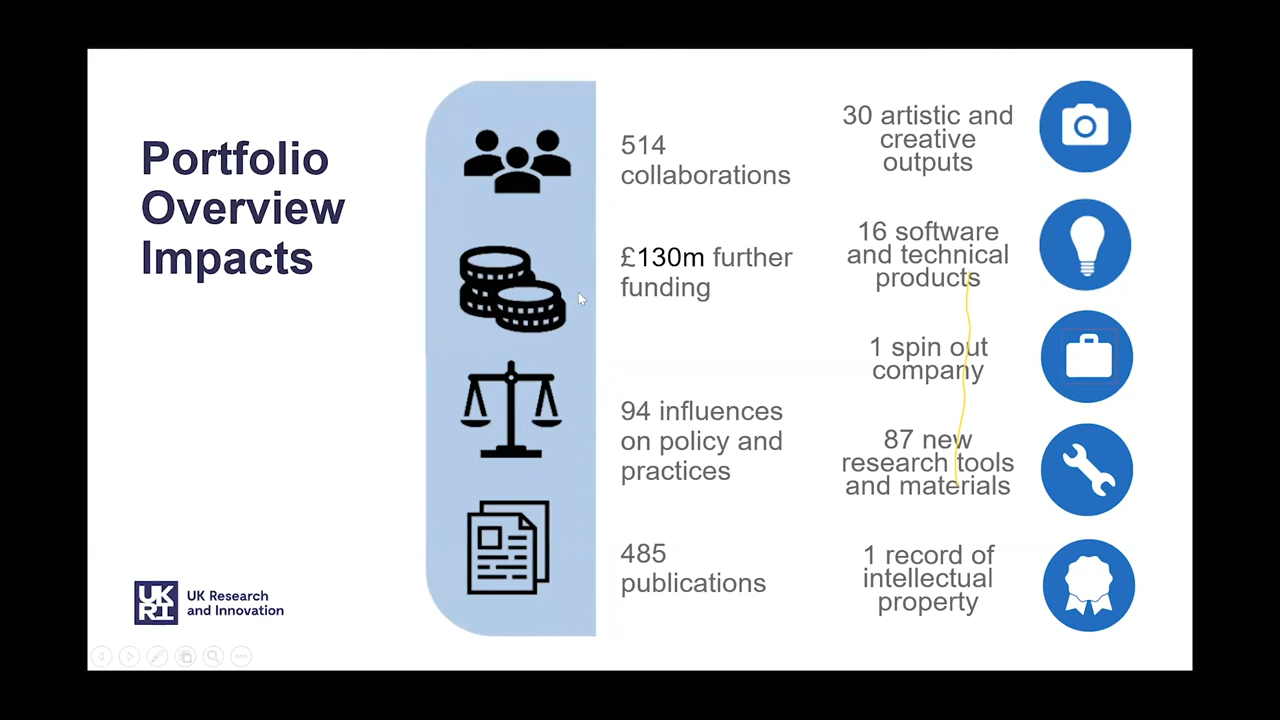 Portfolio
Overview
Impacts
514
collaborations
£130m further
funding
94 influences
on policy and
practices
485
publications
30 artistic and
creative
outputs
16 software
and technical
products
1 spin out
company
87 new
research tools
and materials
1 record of
intellectual
property
UK
RI
UK Research
and Innovation